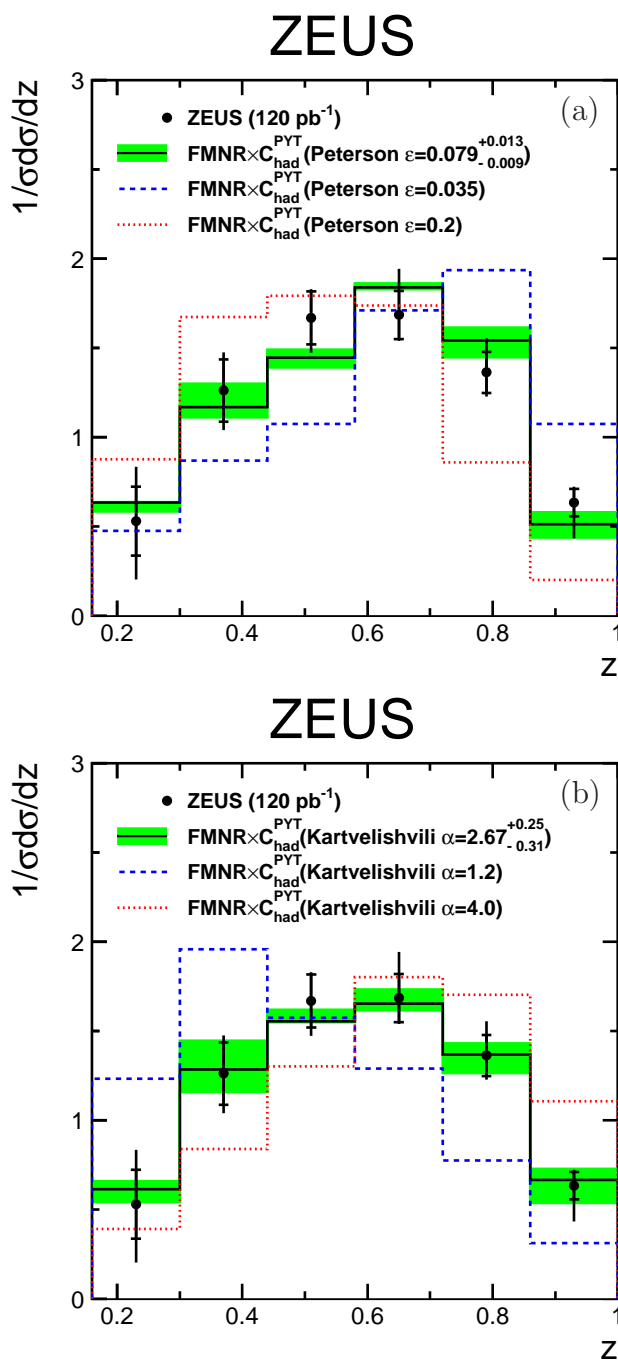 ZEUS
1/σdσ/dz
3
2
1
0
(a)
ZEUS (120 pb⁻¹)
FMNR×C_had^PYT(Peterson ε=0.079^{+0.013}_{- 0.009})
FMNR×C_had^PYT(Peterson ε=0.035)
FMNR×C_had^PYT(Peterson ε=0.2)
0.2 0.4 0.6 0.8 1
z
ZEUS
1/σdσ/dz
3
2
1
0
(b)
ZEUS (120 pb⁻¹)
FMNR×C_had^PYT(Kartvelishvili α=2.67^{+0.25}_{- 0.31})
FMNR×C_had^PYT(Kartvelishvili α=1.2)
FMNR×C_had^PYT(Kartvelishvili α=4.0)
0.2 0.4 0.6 0.8 1
z